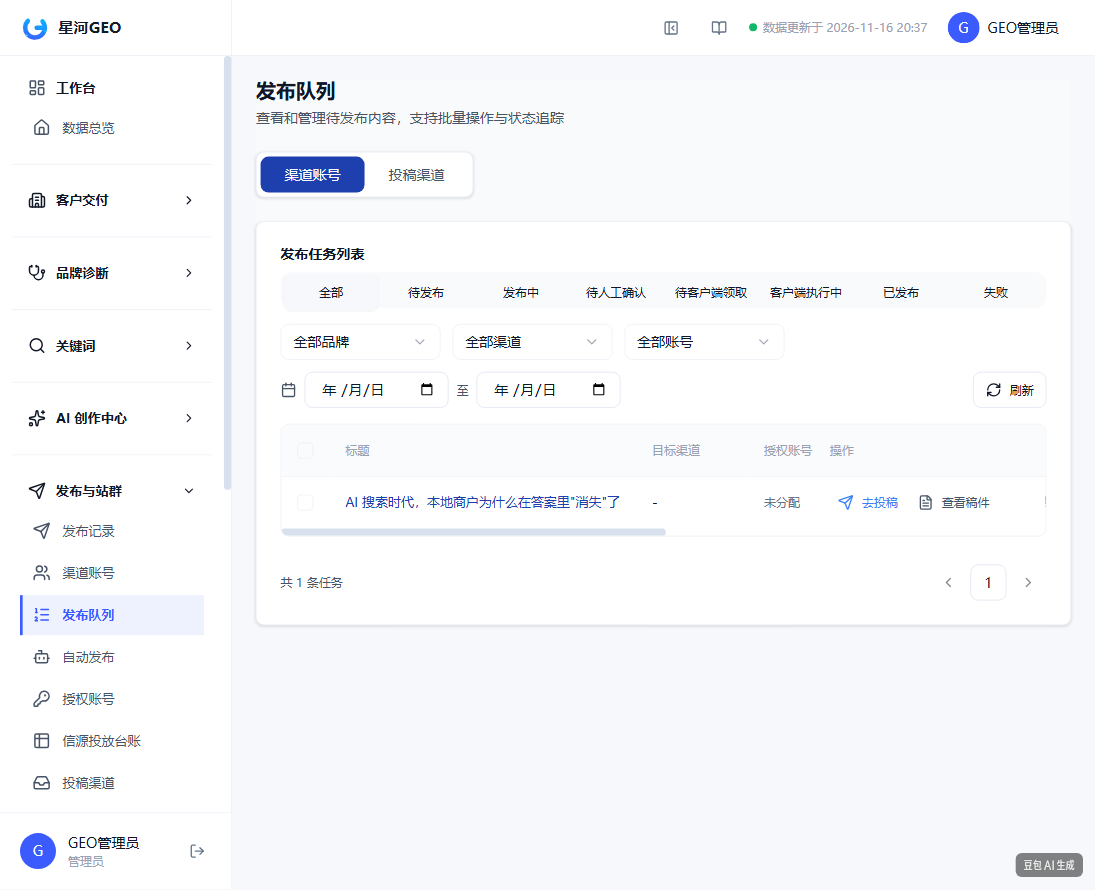 星河GEO
数据更新于 2026-11-16 20:37
G
GEO管理员
工作台
数据总览
客户交付
品牌诊断
关键词
AI 创作中心
发布与站群
发布记录
渠道账号
发布队列
自动发布
授权账号
信源投放台账
投稿渠道
G
GEO管理员
管理员
发布队列
查看和管理待发布内容，支持批量操作与状态追踪
渠道账号 投稿渠道
发布任务列表
全部 待发布 发布中 待人工确认 待客户端领取 客户端执行中 已发布 失败
全部品牌 全部渠道 全部账号
年 /月/日 至 年 /月/日 刷新
标题 目标渠道 授权账号 操作
AI 搜索时代，本地商户为什么在答案里"消失"了 - 未分配 去投稿 查看稿件
共 1 条任务 1
豆包 AI 生成